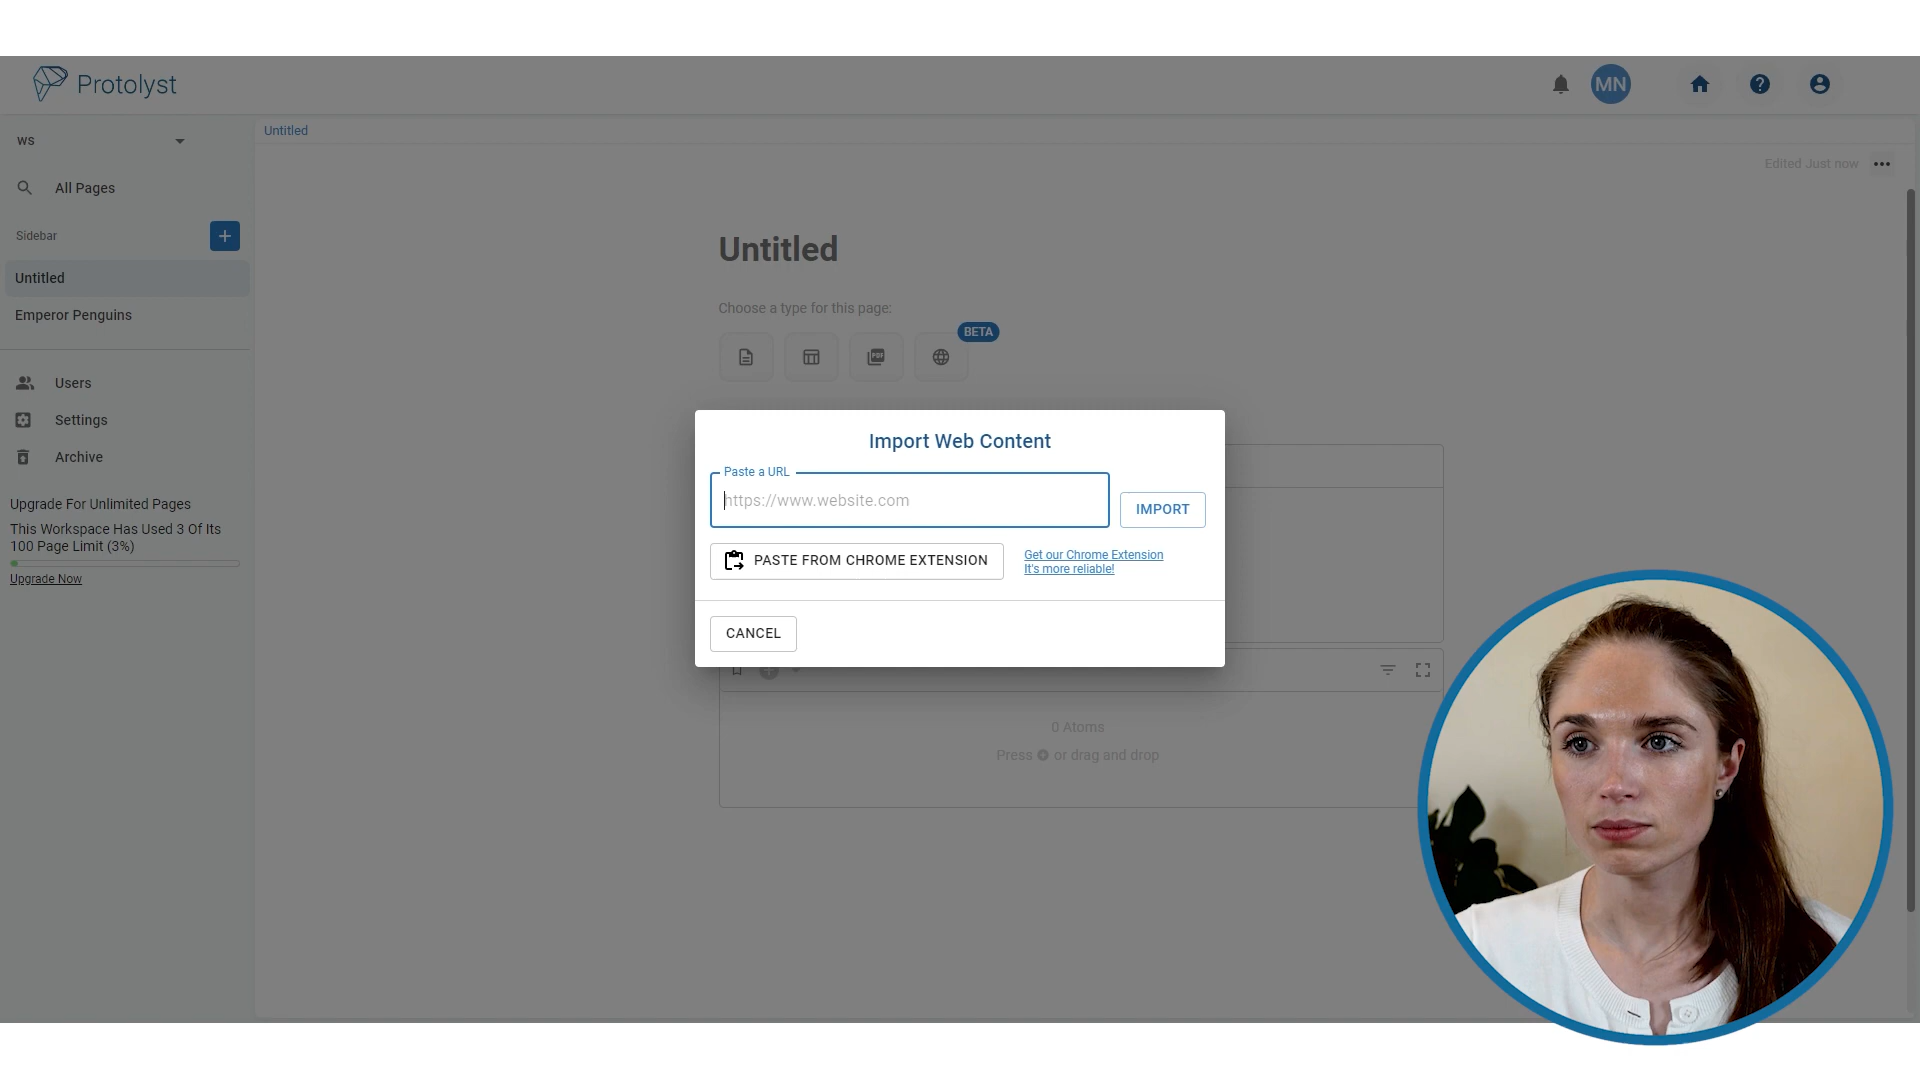 Protolyst
MN
ws
Untitled
Edited Just now
All Pages
Sidebar
Untitled
Untitled
Emperor Penguins
Choose a type for this page:
BETA
PDF
Users
Settings
Archive
Upgrade For Unlimited Pages
This Workspace Has Used 3 Of Its
100 Page Limit (3%)
Upgrade Now
Import Web Content
Paste a URL
https://www.website.com
IMPORT
PASTE FROM CHROME EXTENSION
Get our Chrome Extension
It's more reliable!
CANCEL
0 Atoms
Press or drag and drop